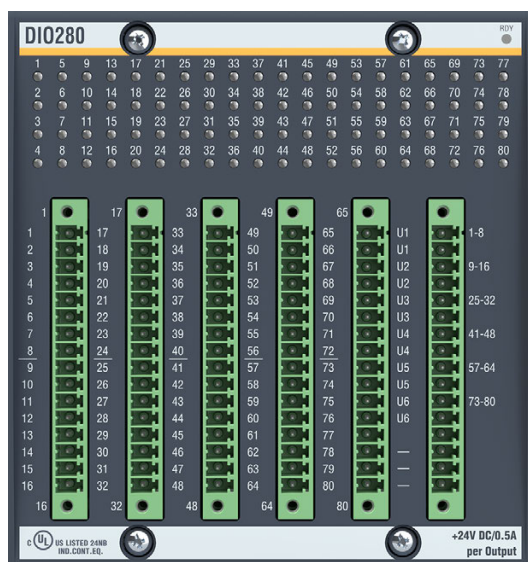 DIO280
RDY
1 5 9 13 17 21 25 29 33 37 41 45 49 53 57 61 65 69 73 77
2 6 10 14 18 22 26 30 34 38 42 46 50 54 58 62 66 70 74 78
3 7 11 15 19 23 27 31 35 39 43 47 51 55 59 63 67 71 75 79
4 8 12 16 20 24 28 32 36 40 44 48 52 56 60 64 68 72 76 80
1 17 33 49 65
1 17 33 49 65 U1 1-8
2 18 34 50 66 U1
3 19 35 51 67 U2 9-16
4 20 36 52 68 U2
5 21 37 53 69 U3 25-32
6 22 38 54 70 U3
7 23 39 55 71 U4 41-48
8 24 40 56 72 U4
9 25 41 57 73 U5 57-64
10 26 42 58 74 U5
11 27 43 59 75 U6 73-80
12 28 44 60 76 U6
13 29 45 61 77
14 30 46 62 78 —
15 31 47 63 79 —
16 32 48 64 80 —
16 32 48 64 80
c UL US LISTED 24NB
IND.CONT.EQ.
+24V DC/0.5A
per Output